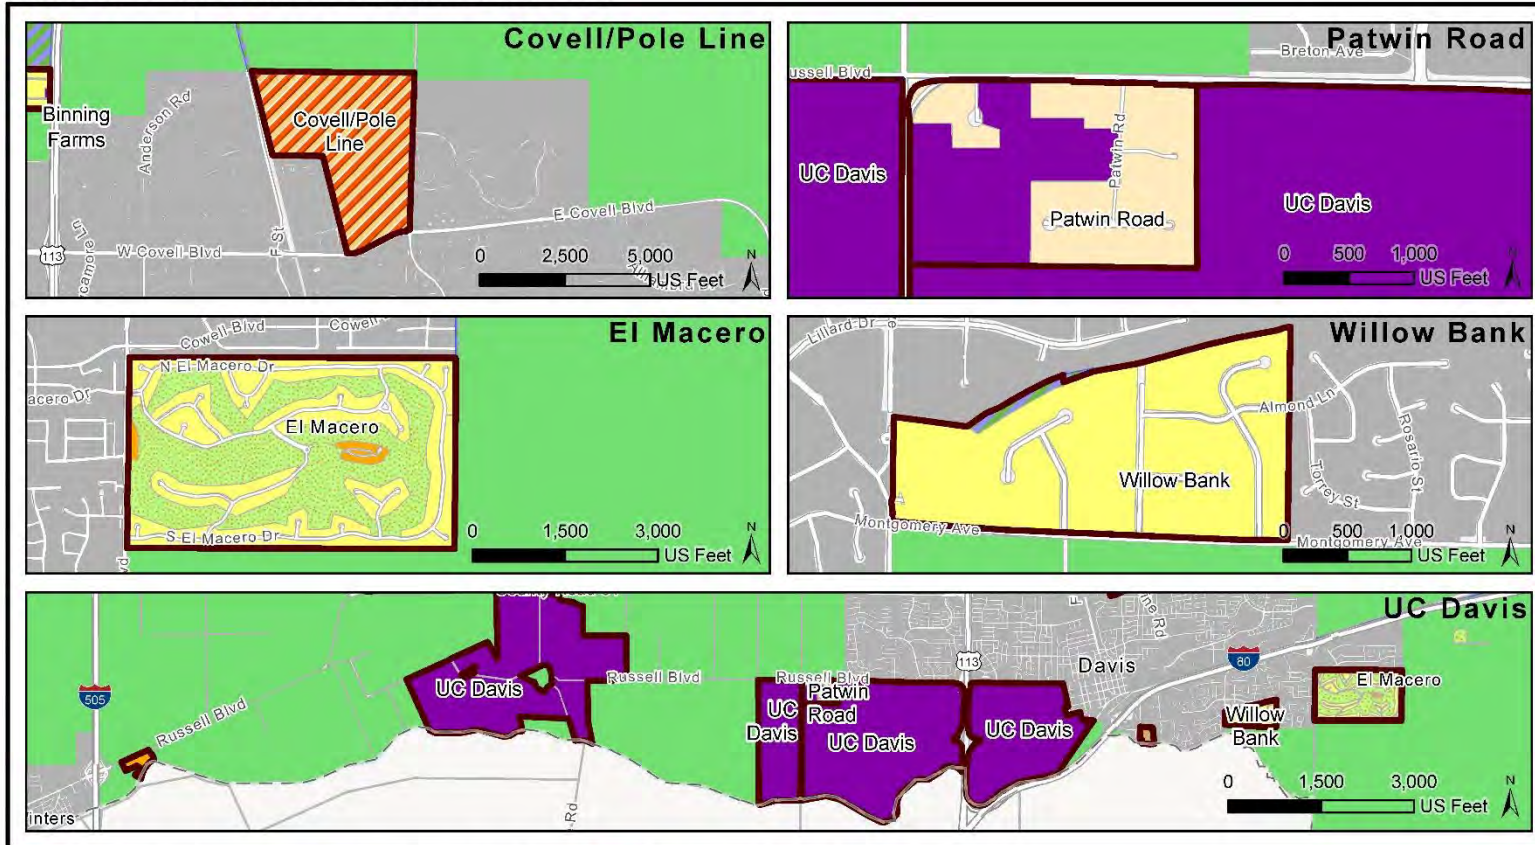 Covell/Pole Line
Binning
Farms
Anderson Rd
Covell/Pole
Line
E Covell Blvd
W Covell Blvd
F St
113
ycamore Ln
0 2,500 5,000
US Feet
N
Patwin Road
Breton Ave
ussell Blvd
UC Davis
Patwin Rd
UC Davis
Patwin Road
0 500 1,000
US Feet
N
El Macero
Cowell Blvd
Cowell
N El Macero Dr
acero Dr
El Macero
S El Macero Dr
vd
0 1,500 3,000
US Feet
N
Willow Bank
Lillard Dr
e
Almond Ln
Rosario St
Torrey St
Willow Bank
Montgomery Ave
Montgomery Ave
0 500 1,000
US Feet
N
UC Davis
F
ine Rd
113
Davis
80
UC Davis
Russell Blvd
Russell Blvd
El Macero
505
Russell Blvd
Patwin
Road
UC
Davis
UC Davis
UC Davis
Willow
Bank
0 1,500 3,000
US Feet
N
inters
Rd